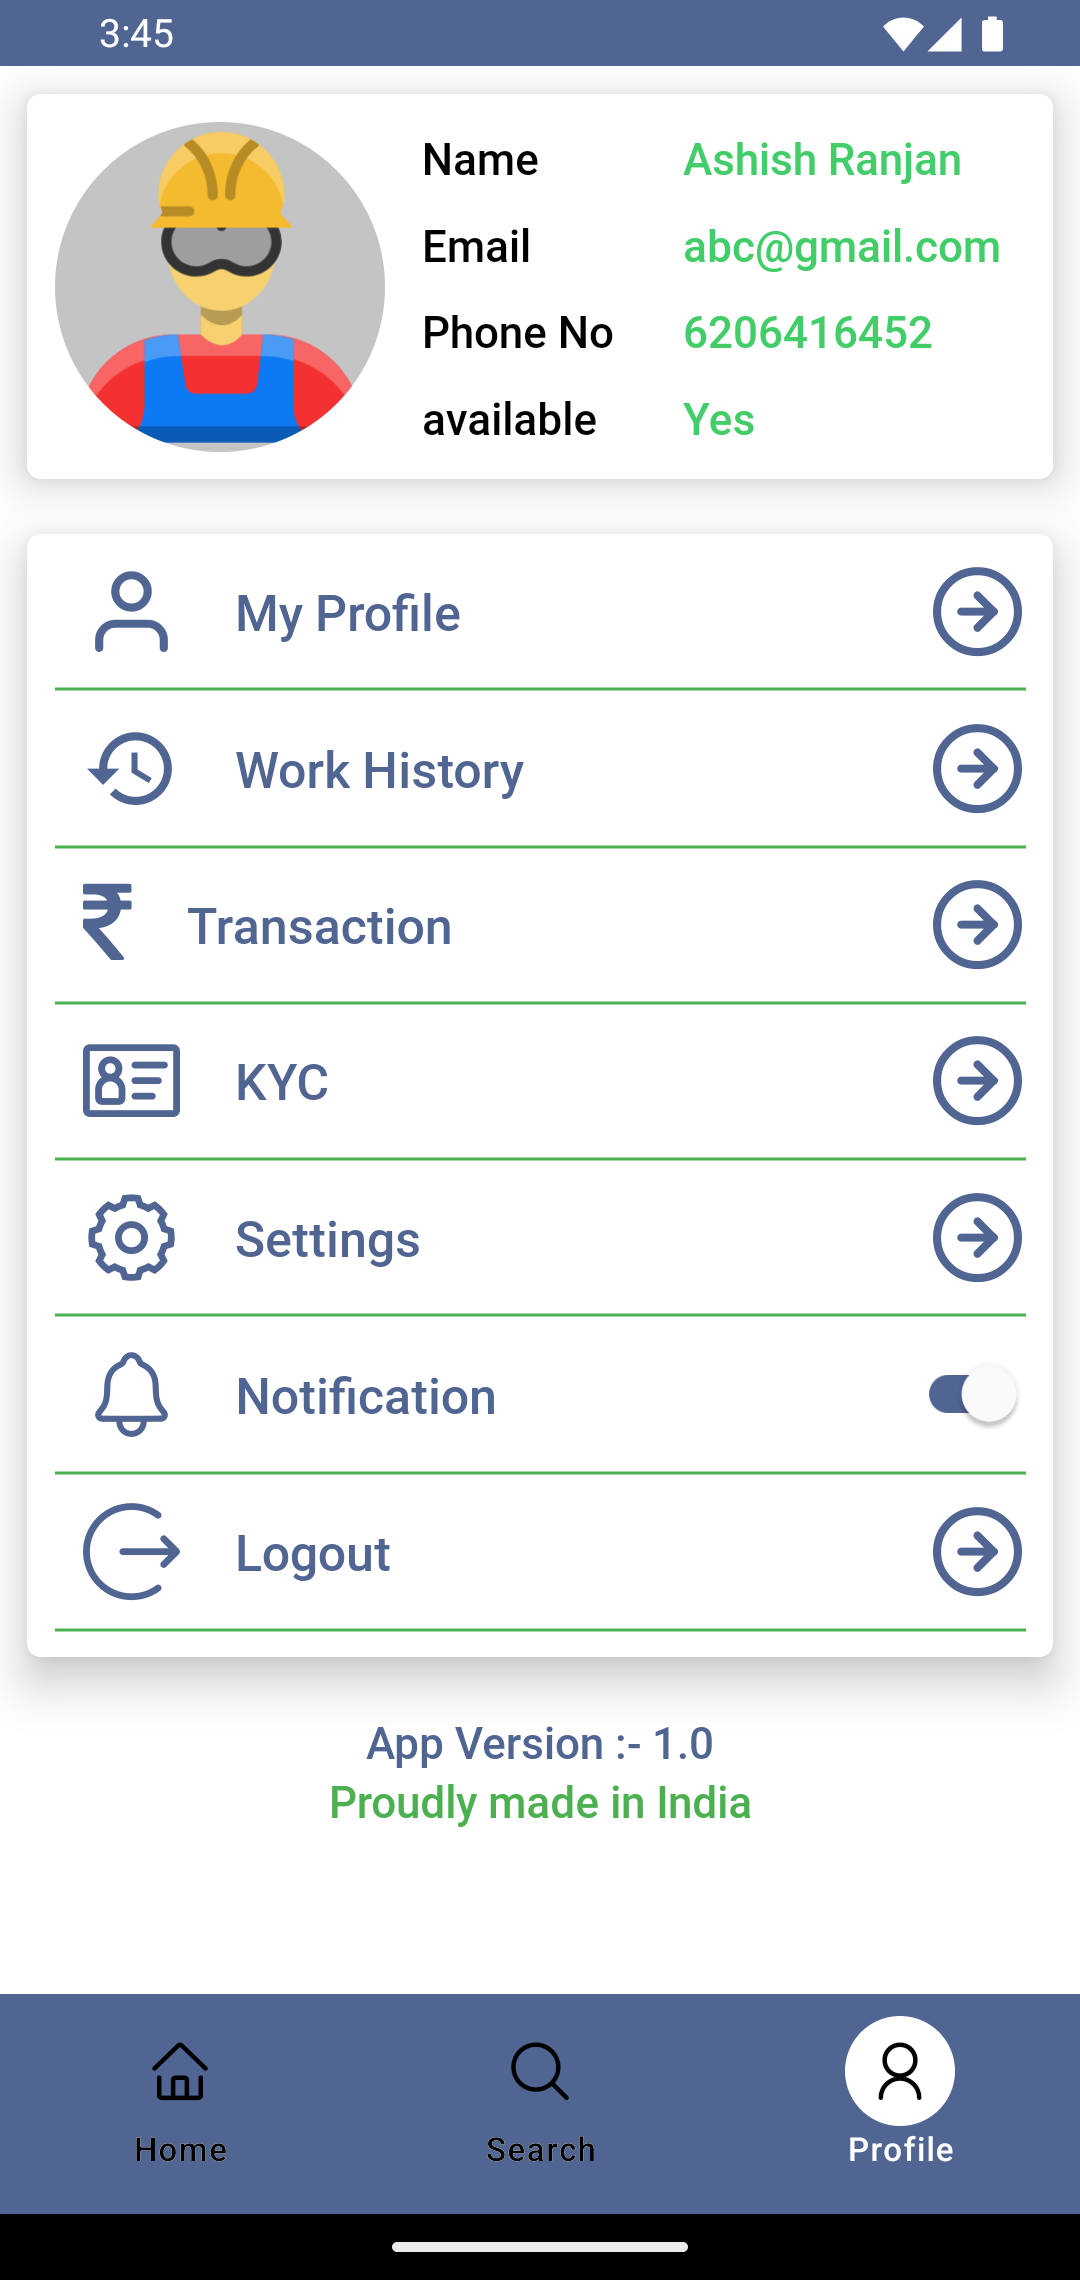 3:45
Name Ashish Ranjan
Email abc@gmail.com
Phone No 6206416452
available Yes
My Profile
Work History
₹ Transaction
KYC
Settings
Notification
Logout
App Version :- 1.0
Proudly made in India
Home Search Profile